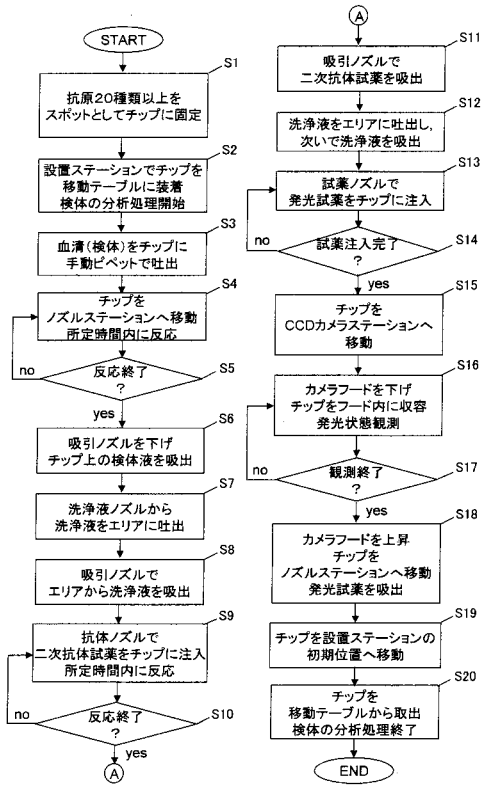 START
S1
抗原20種類以上を
スポットとしてチップに固定
S2
設置ステーションでチップを
移動テーブルに装着
検体の分析処理開始
S3
血清(検体)をチップに
手動ピペットで吐出
S4
チップを
ノズルステーションへ移動
所定時間内に反応
no
反応終了
?
S5
yes
S6
吸引ノズルを下げ
チップ上の検体液を吸出
S7
洗浄液ノズルから
洗浄液をエリアに吐出
S8
吸引ノズルで
エリアから洗浄液を吸出
S9
抗体ノズルで
二次抗体試薬をチップに注入
所定時間内に反応
no
反応終了
?
S10
yes
A
A
S11
吸引ノズルで
二次抗体試薬を吸出
S12
洗浄液をエリアに吐出し,
次いで洗浄液を吸出
S13
試薬ノズルで
発光試薬をチップに注入
no
試薬注入完了
?
S14
yes
S15
チップを
CCDカメラステーションへ
移動
S16
カメラフードを下げ
チップをフード内に収容
発光状態観測
no
観測終了
?
S17
yes
S18
カメラフードを上昇
チップを
ノズルステーションへ移動
発光試薬を吸出
S19
チップを設置ステーションの
初期位置へ移動
S20
チップを
移動テーブルから取出
検体の分析処理終了
END